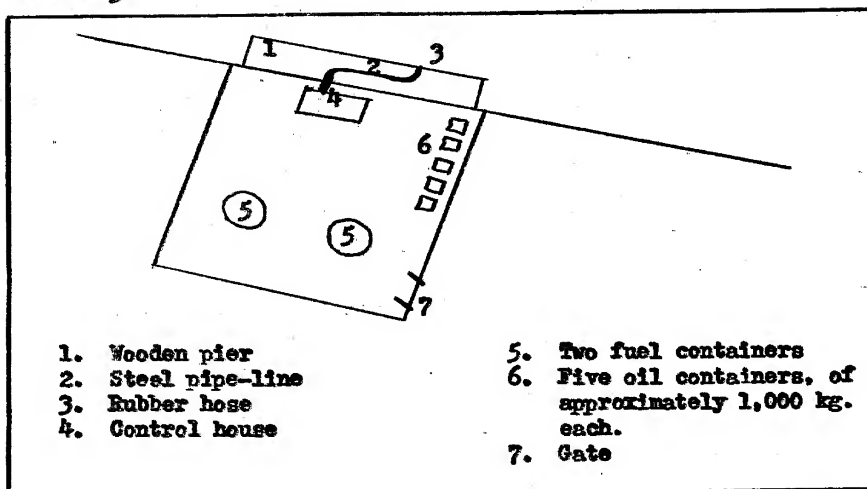 1
3
2
4
6
5
5
7
1. Wooden pier
2. Steel pipe-line
3. Rubber hose
4. Control house
5. Two fuel containers
6. Five oil containers, of
approximately 1,000 kg.
each.
7. Gate